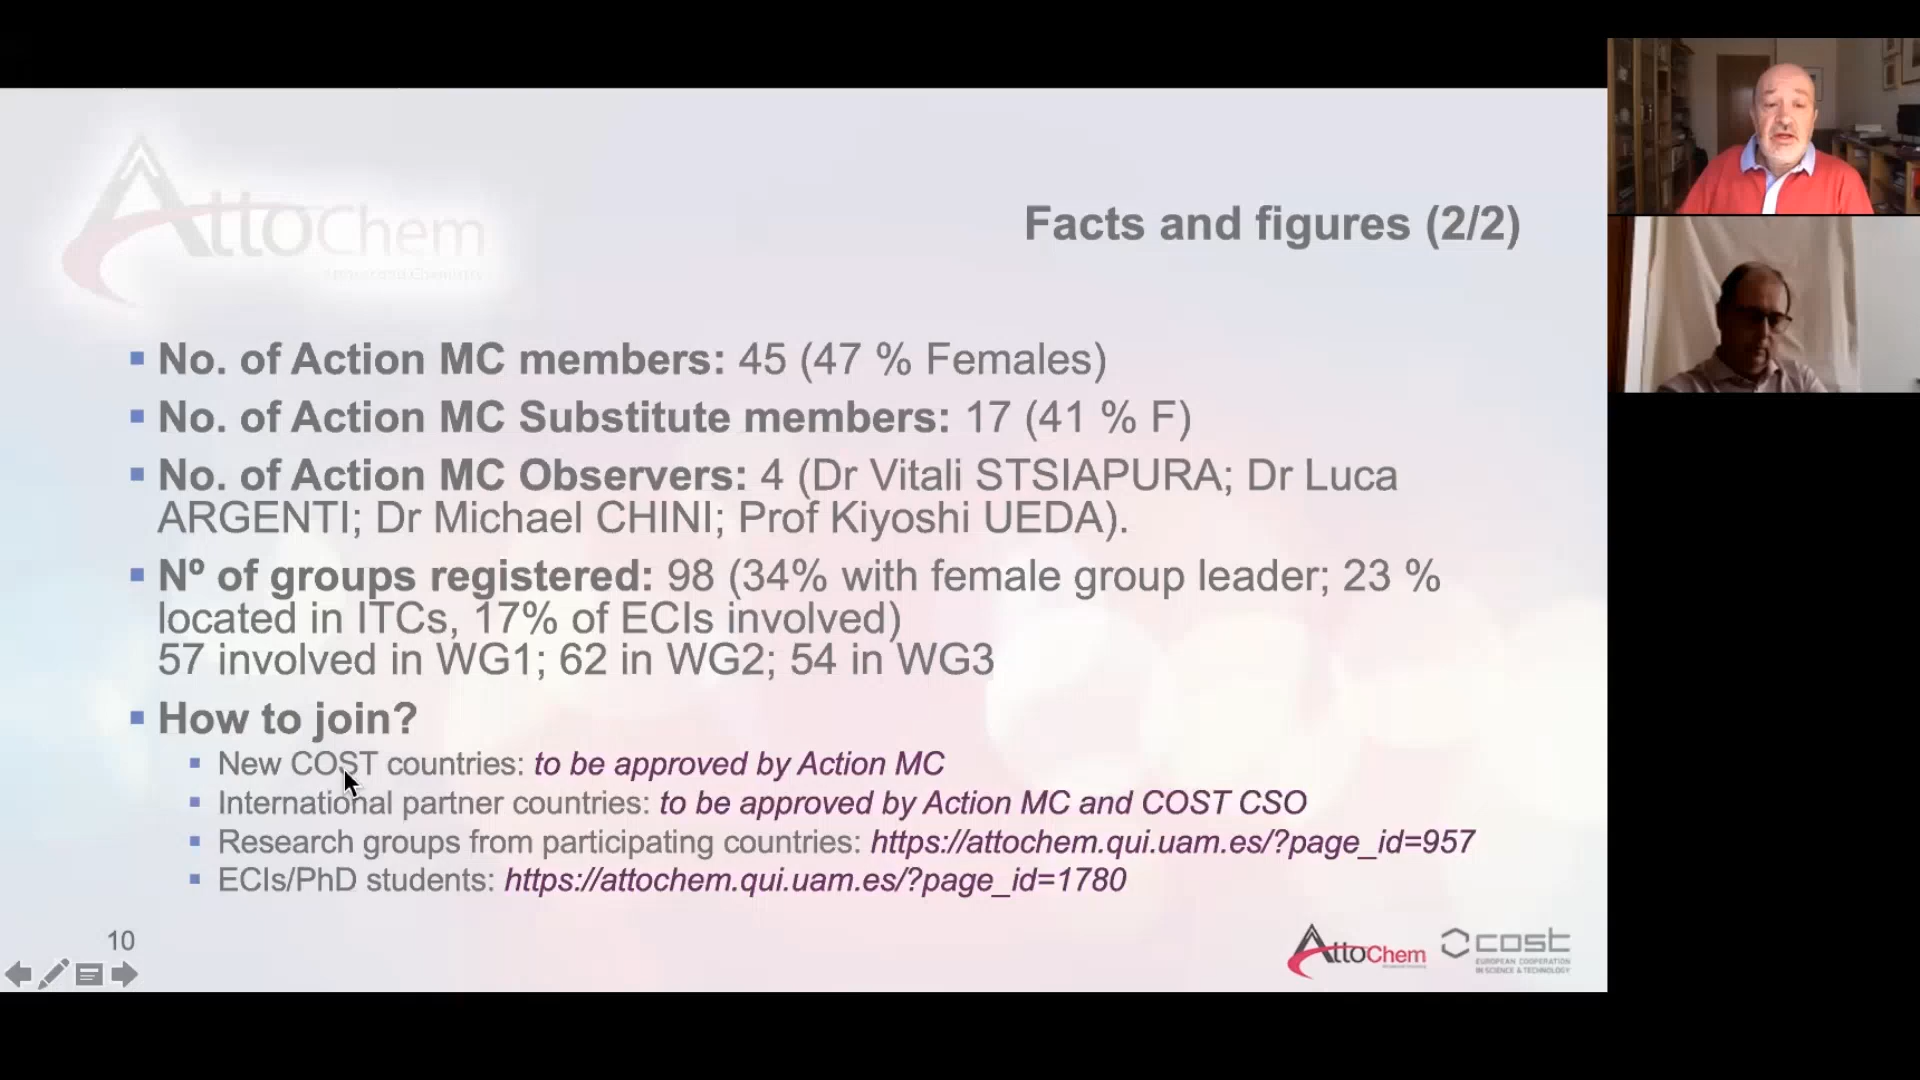 AttoChem
Facts and figures (2/2)
▪ No. of Action MC members: 45 (47 % Females)
▪ No. of Action MC Substitute members: 17 (41 % F)
▪ No. of Action MC Observers: 4 (Dr Vitali STSIAPURA; Dr Luca
ARGENTI; Dr Michael CHINI; Prof Kiyoshi UEDA).
▪ Nº of groups registered: 98 (34% with female group leader; 23 %
located in ITCs, 17% of ECIs involved)
57 involved in WG1; 62 in WG2; 54 in WG3
▪ How to join?
▪ New COST countries: to be approved by Action MC
▪ International partner countries: to be approved by Action MC and COST CSO
▪ Research groups from participating countries: https://attochem.qui.uam.es/?page_id=957
▪ ECIs/PhD students: https://attochem.qui.uam.es/?page_id=1780
10
AttoChem
cost
EUROPEAN COOPERATION
IN SCIENCE & TECHNOLOGY